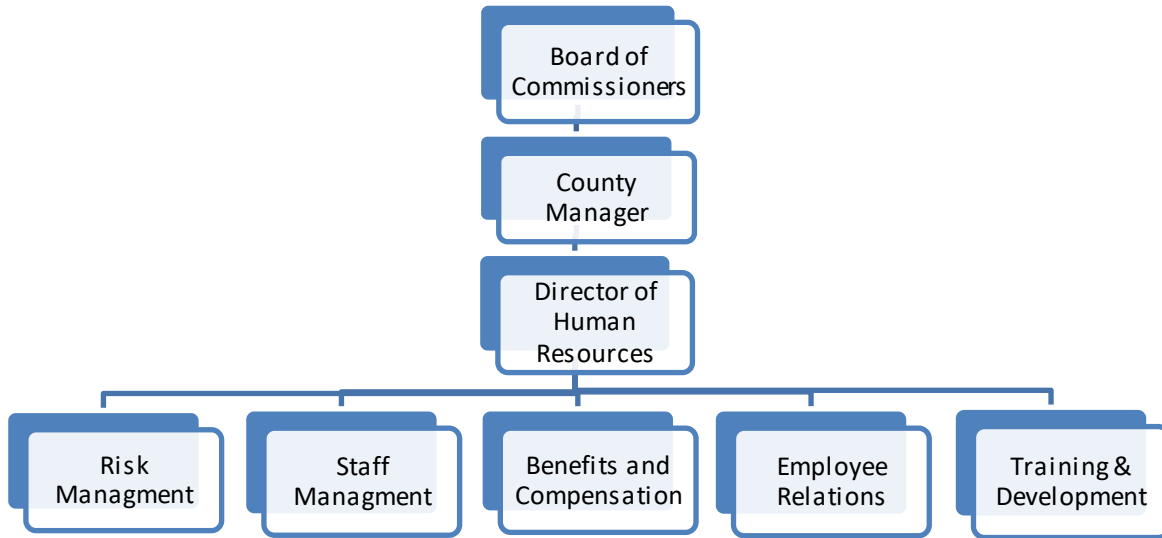 Board of
Commissioners
County
Manager
Director of
Human
Resources
Risk
Managment
Staff
Managment
Benefits and
Compensation
Employee
Relations
Training &
Development